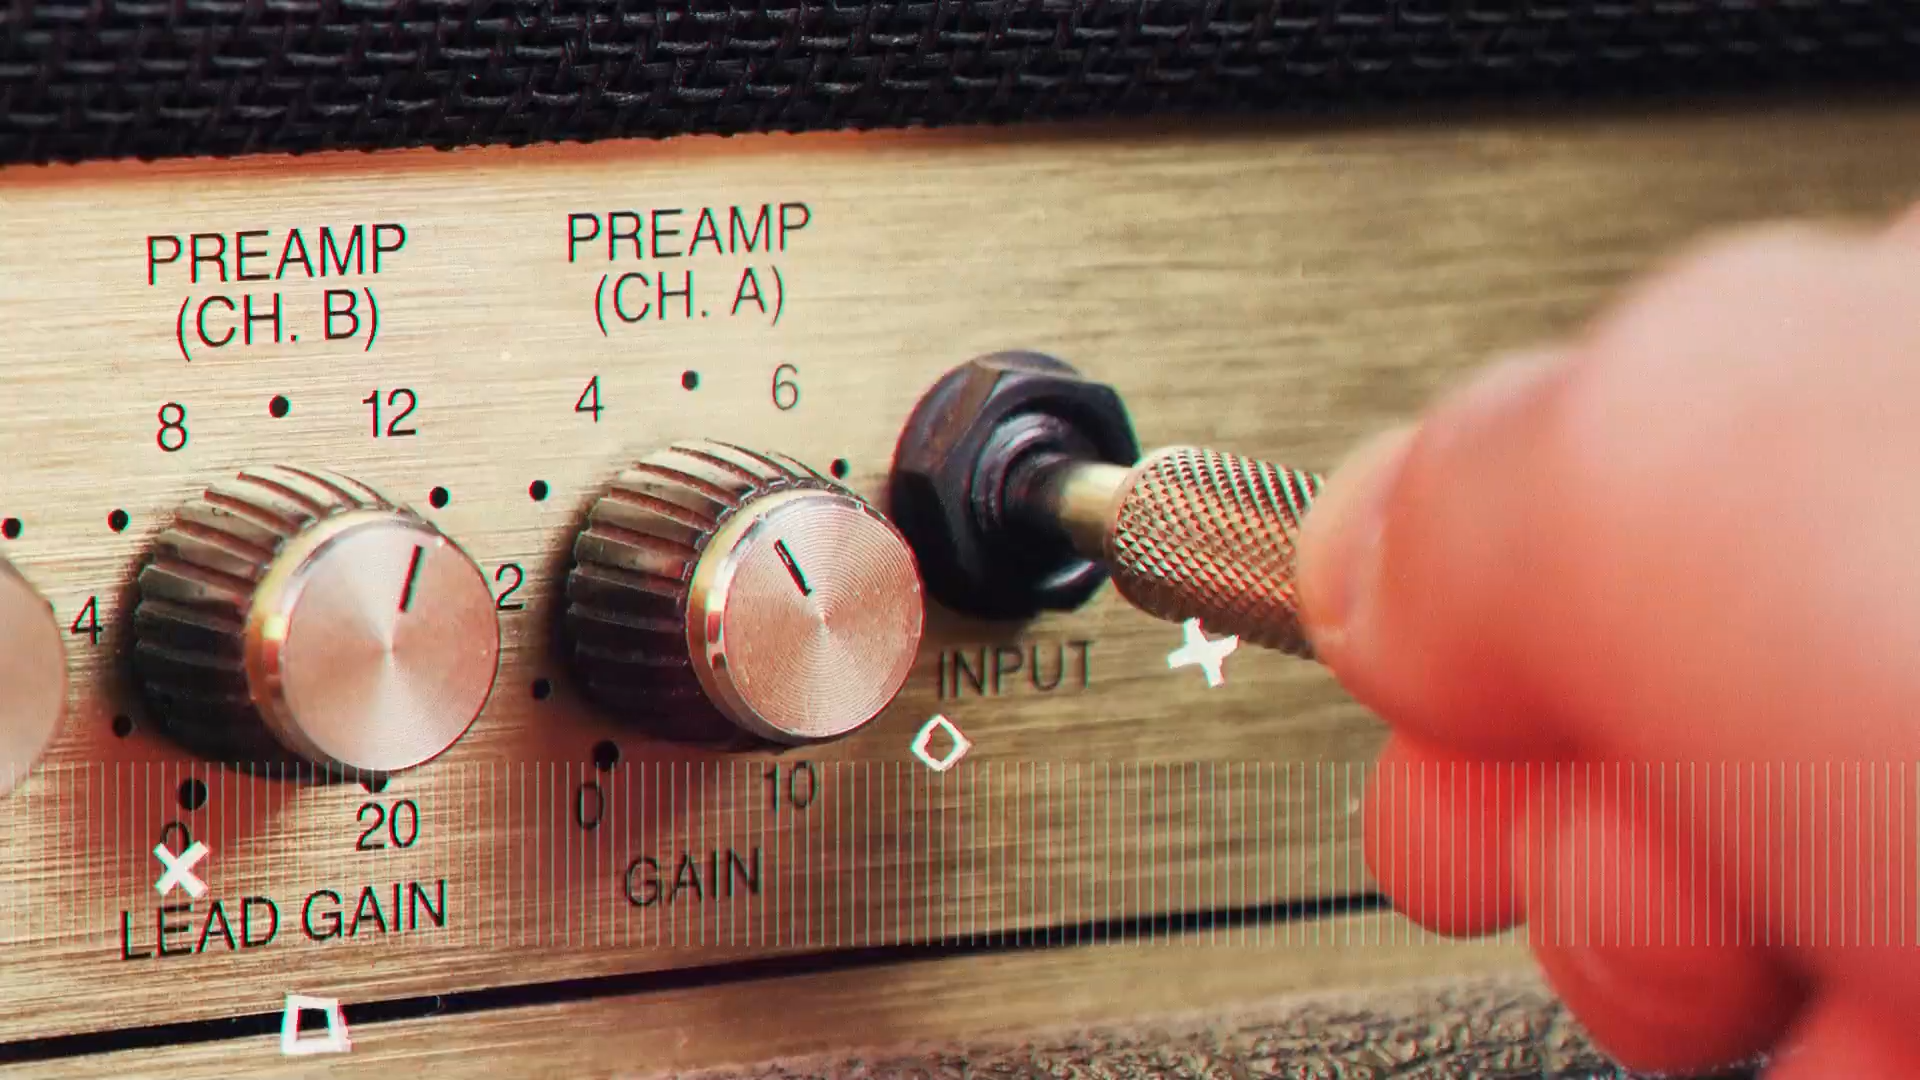 PREAMP
(CH. B)
8 12
4
0 20
LEAD GAIN
PREAMP
(CH. A)
4 6
2
0 10
GAIN
INPUT